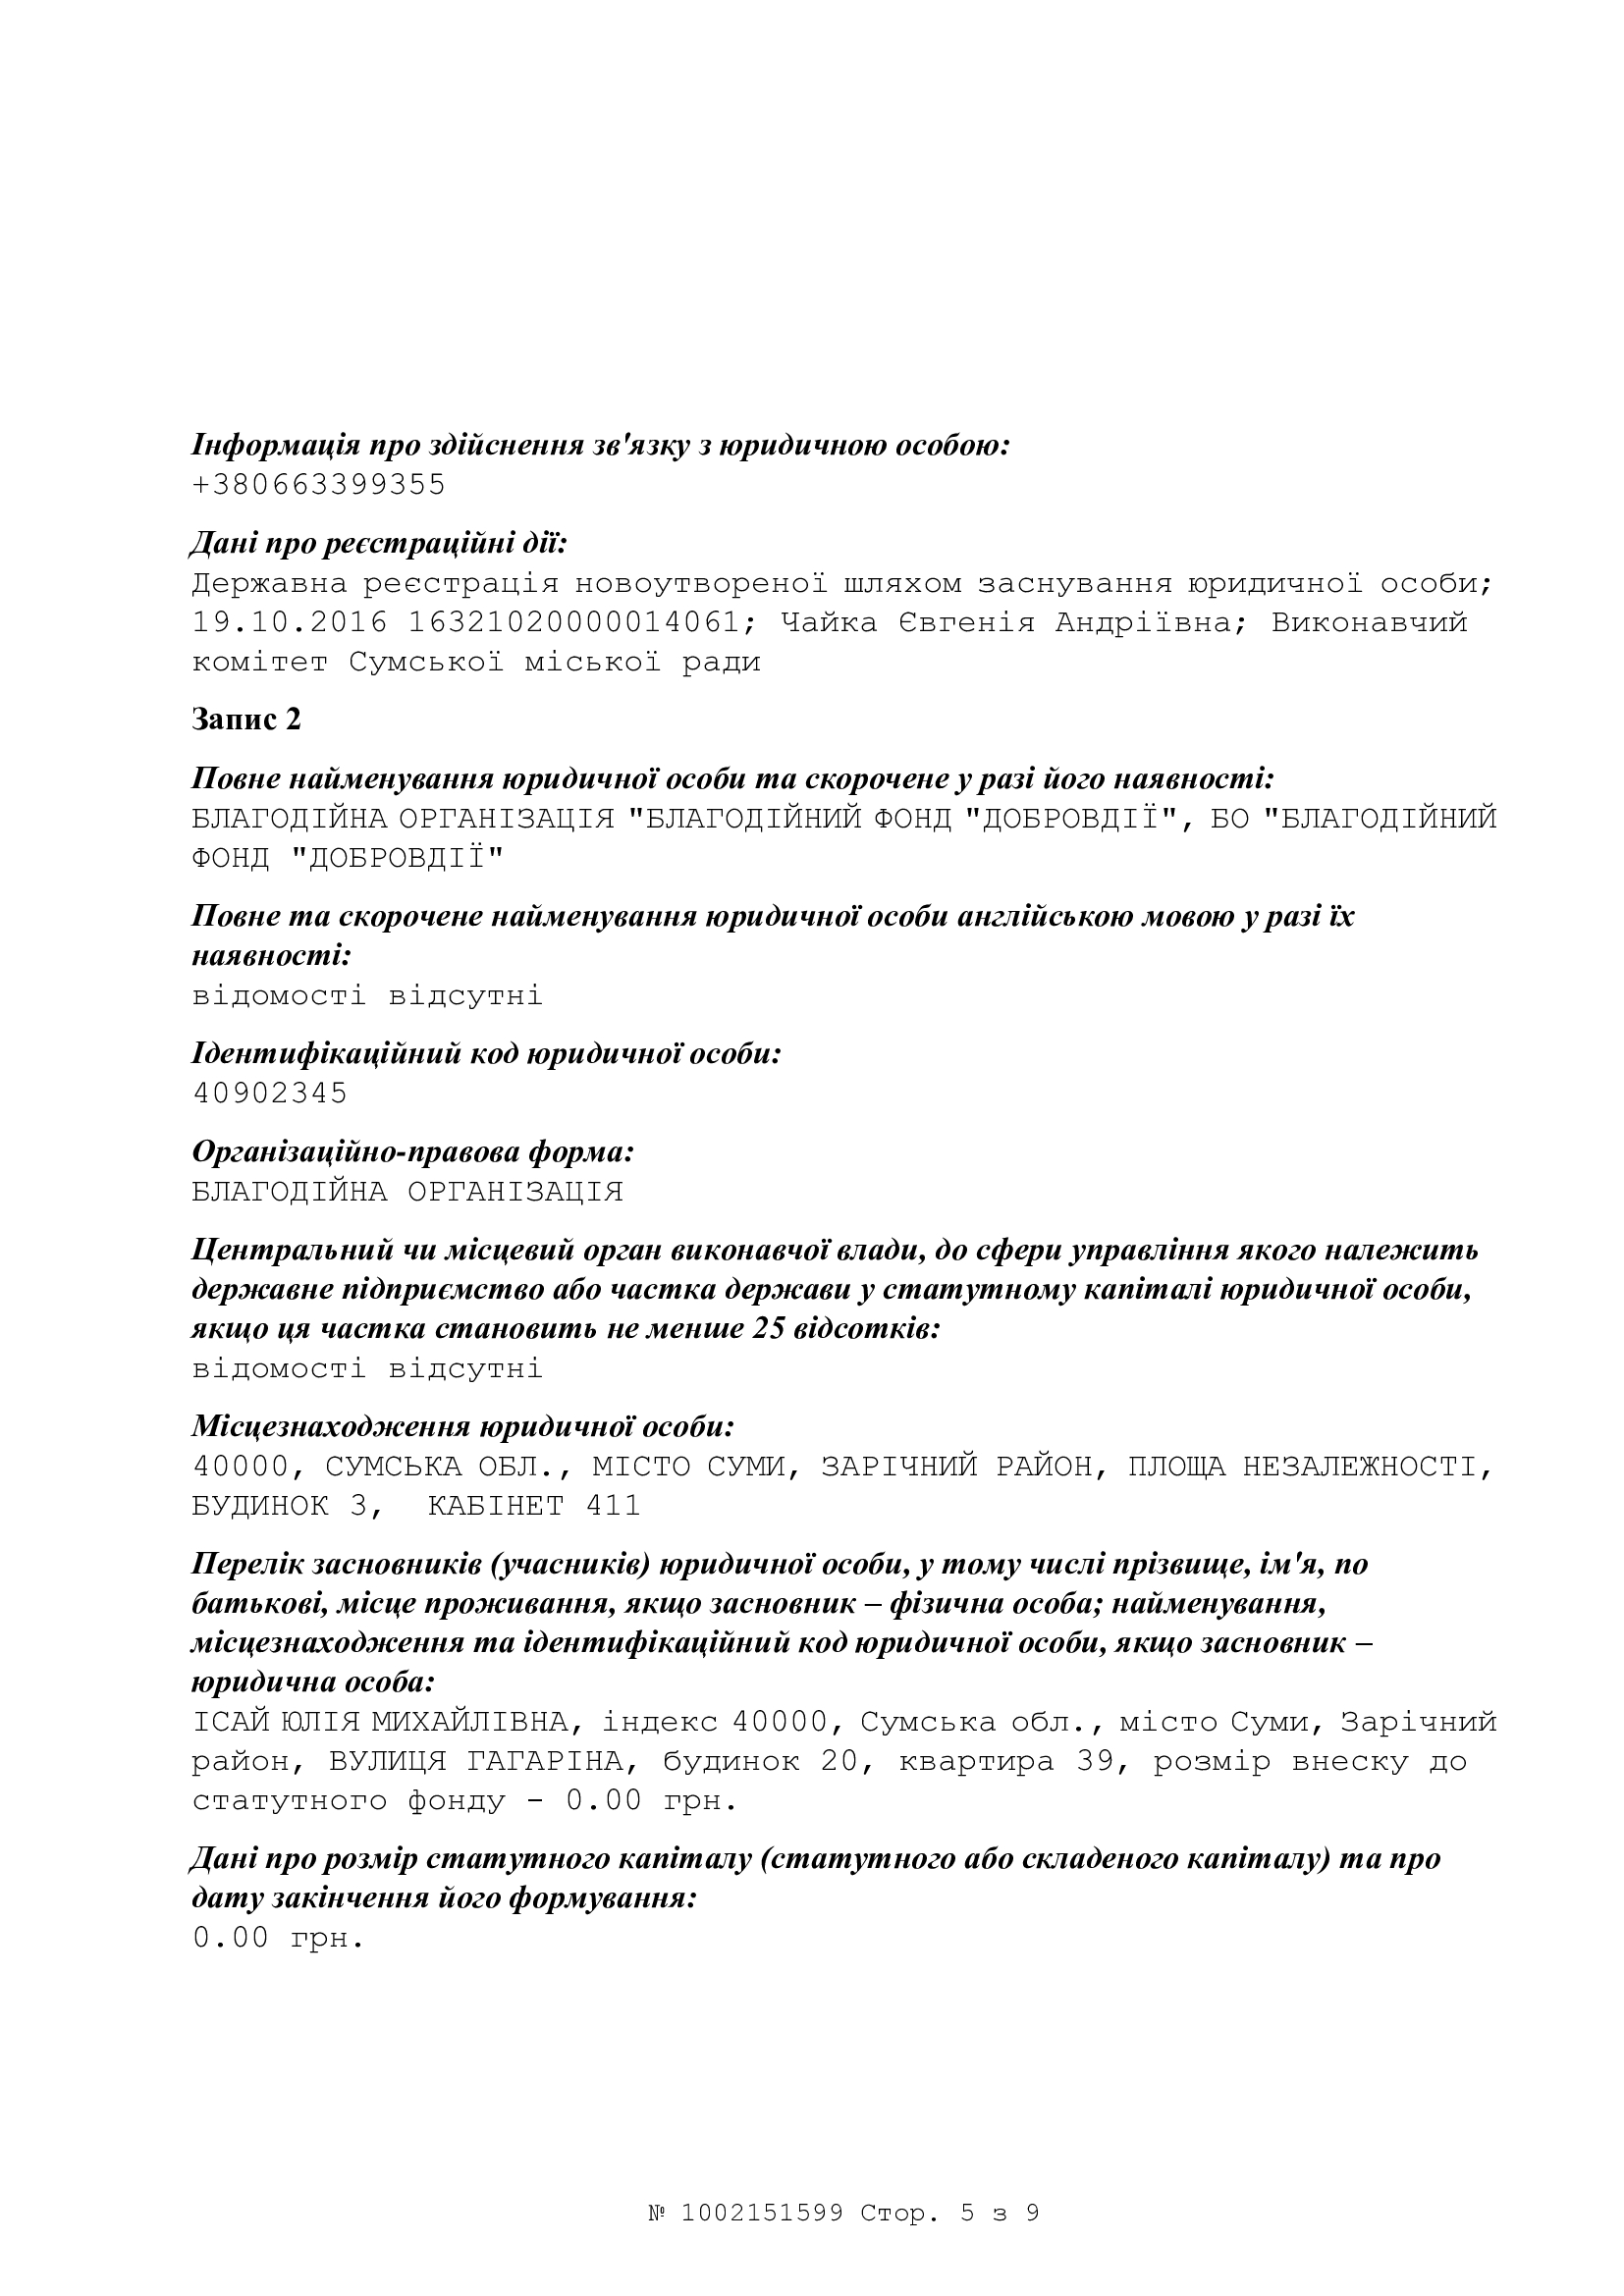 Інформація про здійснення зв'язку з юридичною особою:
+380663399355
Дані про реєстраційні дії:
Державна реєстрація новоутвореної шляхом заснування юридичної особи;
19.10.2016 16321020000014061; Чайка Євгенія Андріївна; Виконавчий
комітет Сумської міської ради
Запис 2
Повне найменування юридичної особи та скорочене у разі його наявності:
БЛАГОДІЙНА ОРГАНІЗАЦІЯ "БЛАГОДІЙНИЙ ФОНД "ДОБРОВДІЇ", БО "БЛАГОДІЙНИЙ
ФОНД "ДОБРОВДІЇ"
Повне та скорочене найменування юридичної особи англійською мовою у разі їх
наявності:
відомості відсутні
Ідентифікаційний код юридичної особи:
40902345
Організаційно-правова форма:
БЛАГОДІЙНА ОРГАНІЗАЦІЯ
Центральний чи місцевий орган виконавчої влади, до сфери управління якого належить
державне підприємство або частка держави у статутному капіталі юридичної особи,
якщо ця частка становить не менше 25 відсотків:
відомості відсутні
Місцезнаходження юридичної особи:
40000, СУМСЬКА ОБЛ., МІСТО СУМИ, ЗАРІЧНИЙ РАЙОН, ПЛОЩА НЕЗАЛЕЖНОСТІ,
БУДИНОК 3, КАБІНЕТ 411
Перелік засновників (учасників) юридичної особи, у тому числі прізвище, ім'я, по
батькові, місце проживання, якщо засновник – фізична особа; найменування,
місцезнаходження та ідентифікаційний код юридичної особи, якщо засновник –
юридична особа:
ІСАЙ ЮЛІЯ МИХАЙЛІВНА, індекс 40000, Сумська обл., місто Суми, Зарічний
район, ВУЛИЦЯ ГАГАРІНА, будинок 20, квартира 39, розмір внеску до
статутного фонду - 0.00 грн.
Дані про розмір статутного капіталу (статутного або складеного капіталу) та про
дату закінчення його формування:
0.00 грн.
№ 1002151599 Стор. 5 з 9